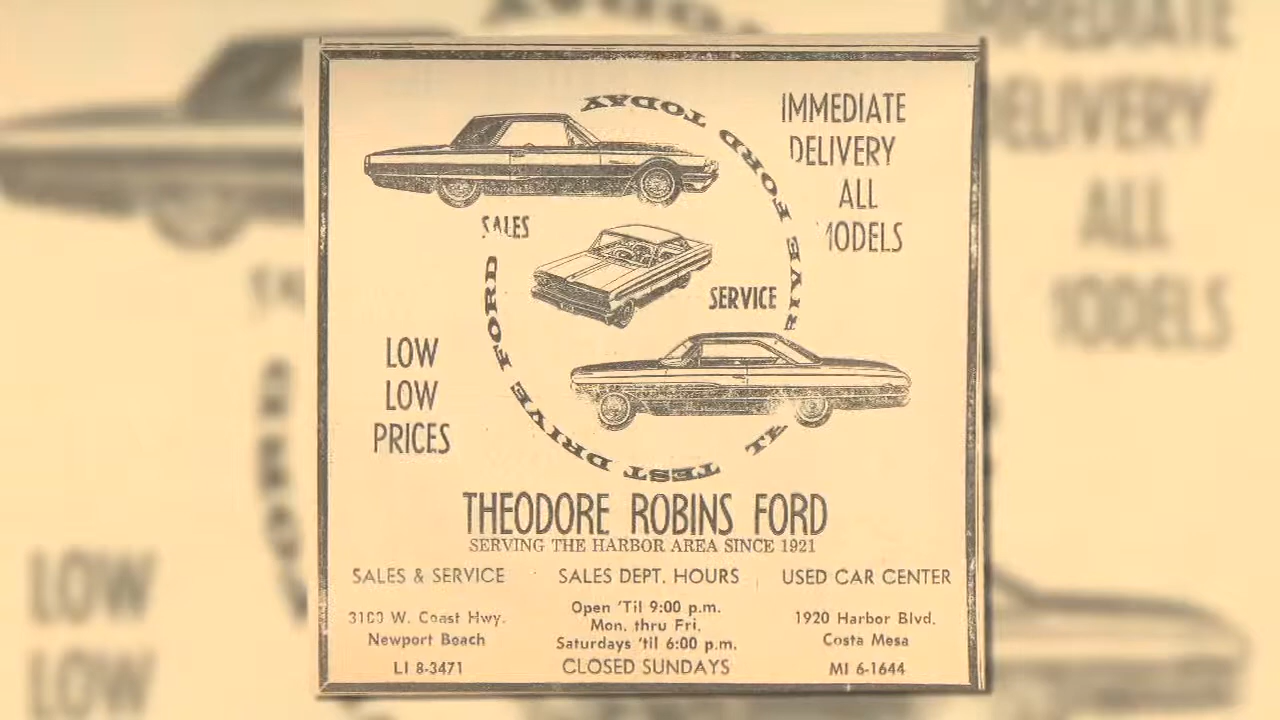 IMMEDIATE
DELIVERY
ALL
MODELS
SALES
SERVICE
LOW
LOW
PRICES
TEST DRIVE FORD
FORD TODAY
AT
THEODORE ROBINS FORD
SERVING THE HARBOR AREA SINCE 1921
SALES & SERVICE
W. Coast Hwy.
Newport Beach
LI 8-3471
SALES DEPT. HOURS
Open 'Til 9:00 p.m.
Mon. thru Fri.
Saturdays 'til 6:00 p.m.
CLOSED SUNDAYS
USED CAR CENTER
1920 Harbor Blvd.
Costa Mesa
MI 6-1644